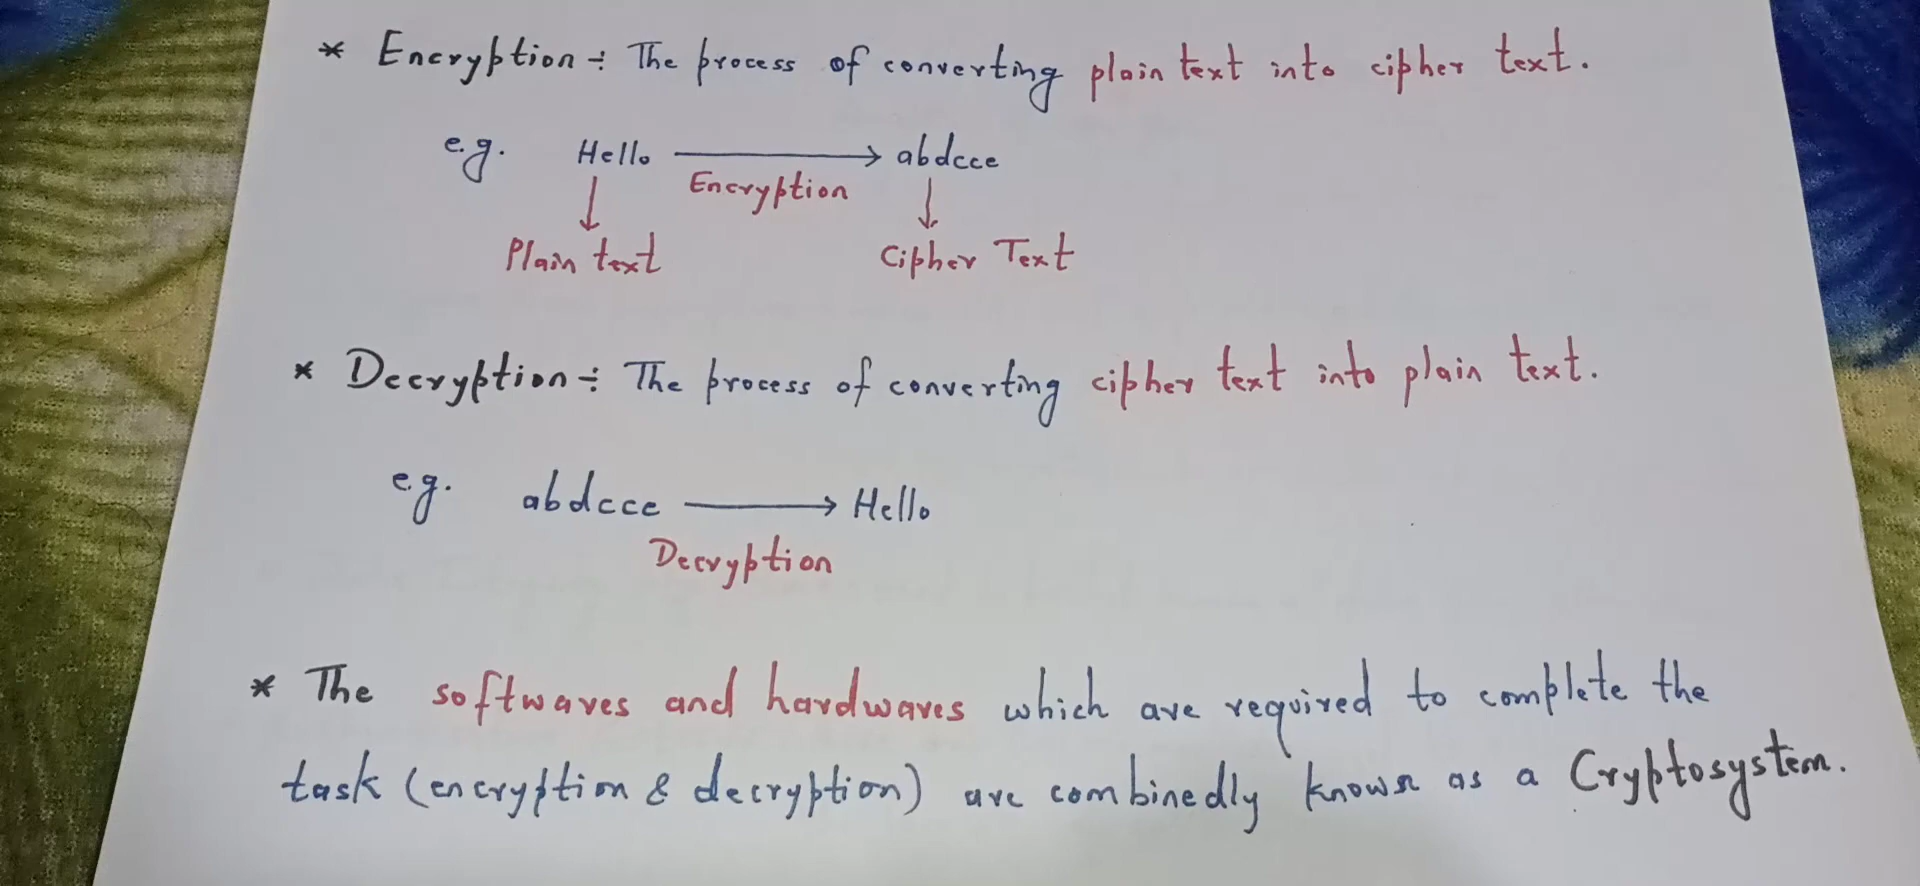 * Encryption :- The process of converting plain text into cipher text.
e.g. Hello → abdcce
Encryption
Plain text Cipher Text
* Decryption :- The process of converting cipher text into plain text.
e.g. abdcce → Hello
Decryption
* The softwares and hardwares which are required to complete the
task (encryption & decryption) are combinedly known as a Cryptosystem.